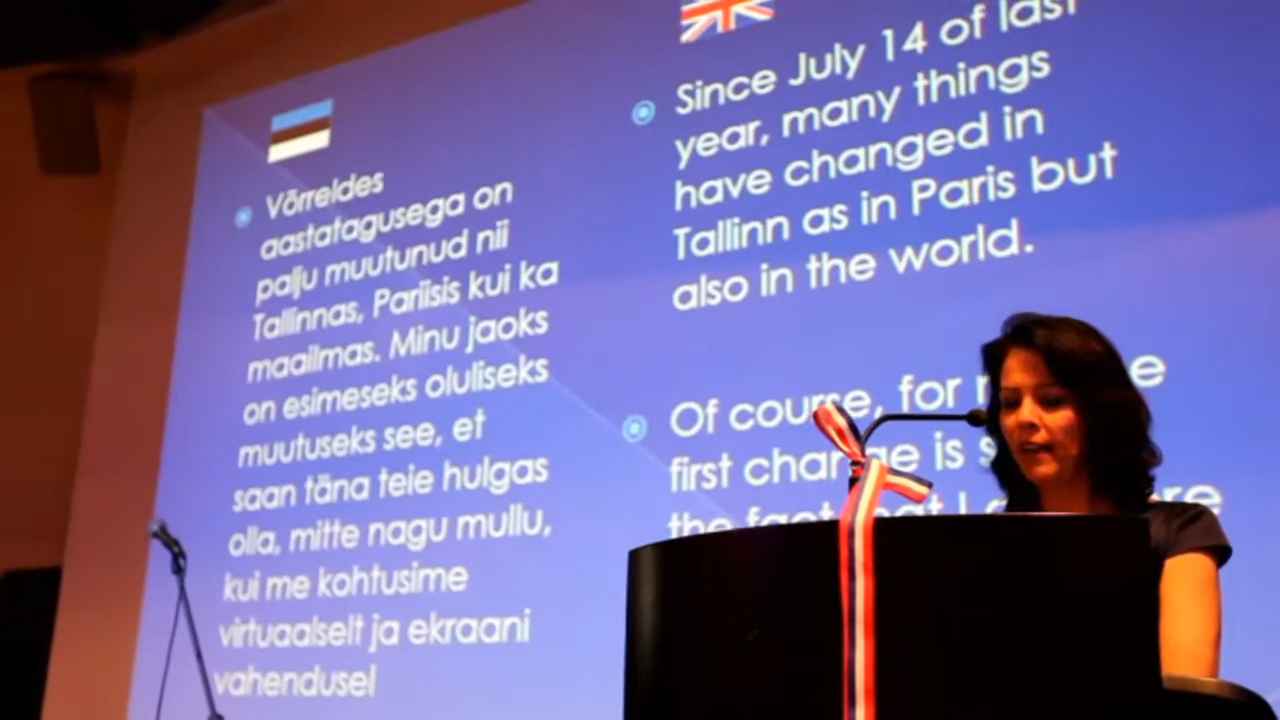 Võrreldes
aastatagusega on
palju muutunud nii
Tallinnas, Pariisis kui ka
maailmas. Minu jaoks
on esimeseks oluliseks
muutuseks see, et
saan täna teie hulgas
olla, mitte nagu mullu,
kui me kohtusime
virtuaalselt ja ekraani
vahendusel
Since July 14 of last
year, many things
have changed in
Tallinn as in Paris but
also in the world.
Of course, for
first change is
the fact that I